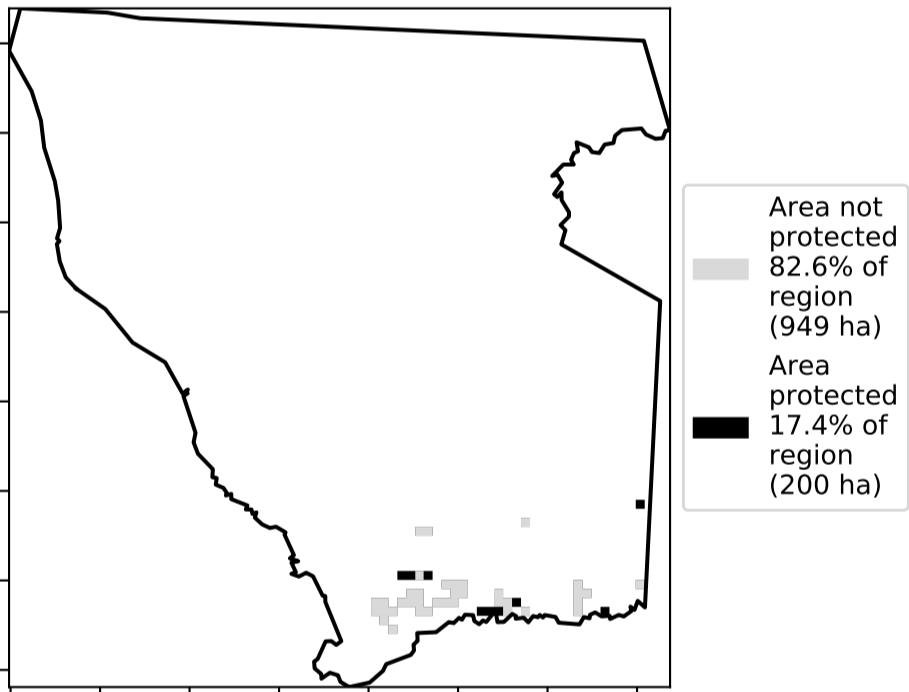 Area not
protected
82.6% of
region
(949 ha)
Area
protected
17.4% of
region
(200 ha)